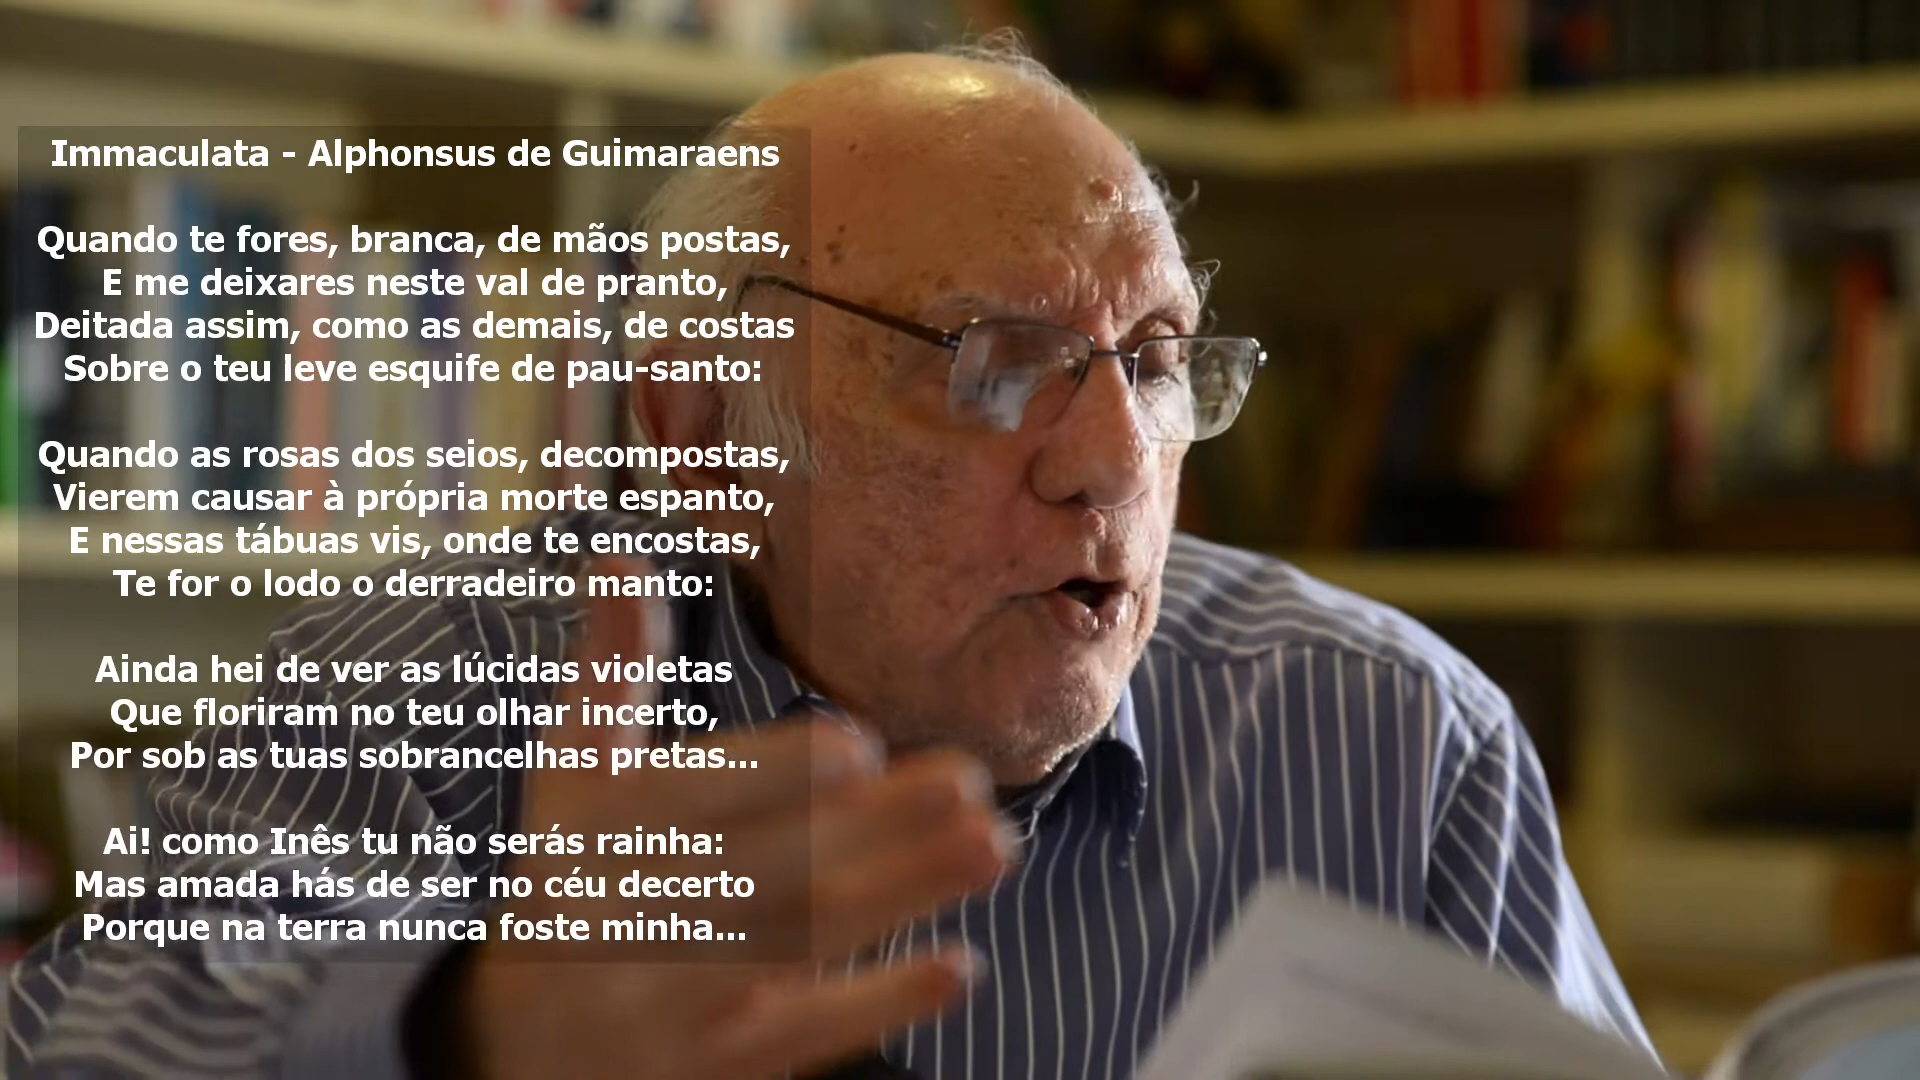 Immaculata - Alphonsus de Guimaraens
Quando te fores, branca, de mãos postas,
E me deixares neste val de pranto,
Deitada assim, como as demais, de costas
Sobre o teu leve esquife de pau-santo:
Quando as rosas dos seios, decompostas,
Vierem causar à própria morte espanto,
E nessas tábuas vis, onde te encostas,
Te for o lodo o derradeiro manto:
Ainda hei de ver as lúcidas violetas
Que floriram no teu olhar incerto,
Por sob as tuas sobrancelhas pretas...
Ai! como Inês tu não serás rainha:
Mas amada hás de ser no céu decerto
Porque na terra nunca foste minha...